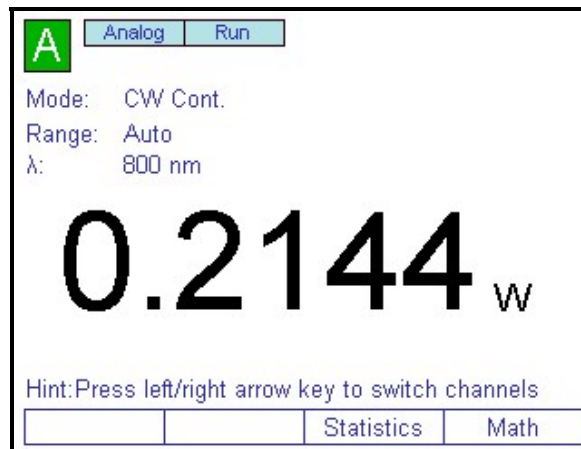 A Analog Run
Mode: CW Cont.
Range: Auto
λ: 800 nm
0.2144 W
Hint:Press left/right arrow key to switch channels
Statistics Math